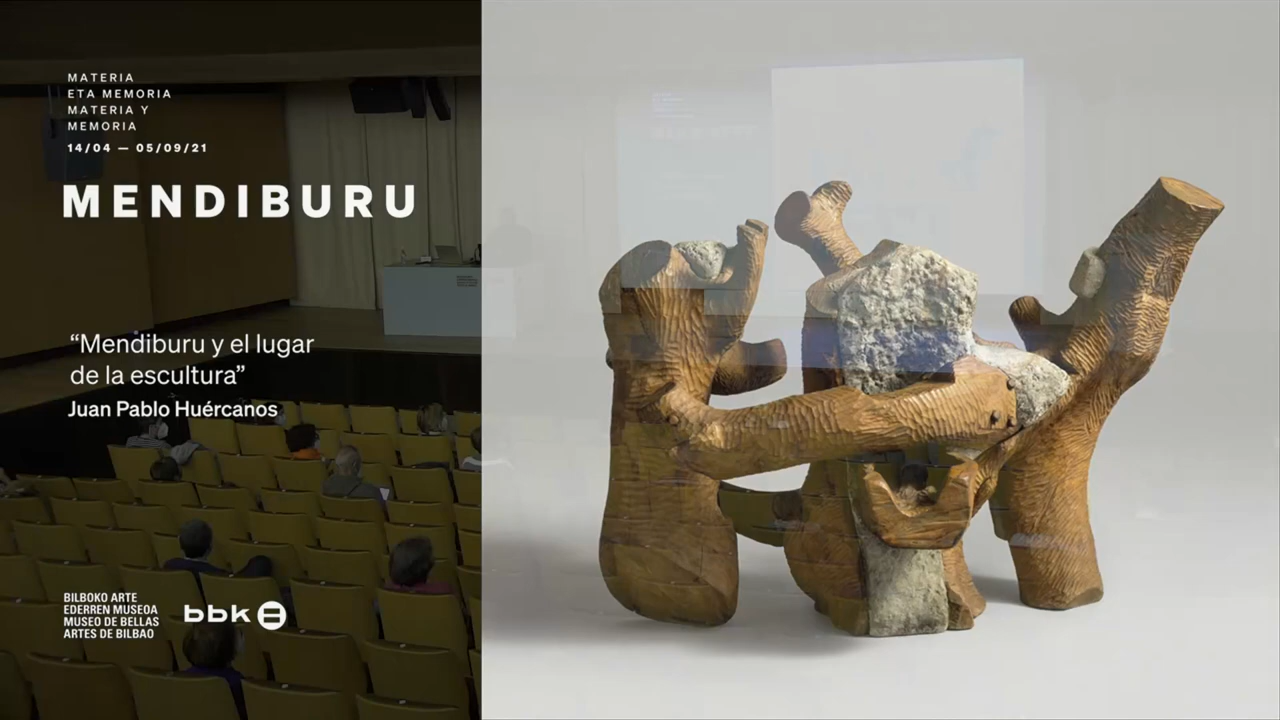 MATERIA
ETA MEMORIA
MATERIA Y
MEMORIA
14/04 — 05/09/21
MENDIBURU
“Mendiburu y el lugar
de la escultura”
Juan Pablo Huércanos
BILBOKO ARTE
EDERREN MUSEOA
MUSEO DE BELLAS
ARTES DE BILBAO
bbk